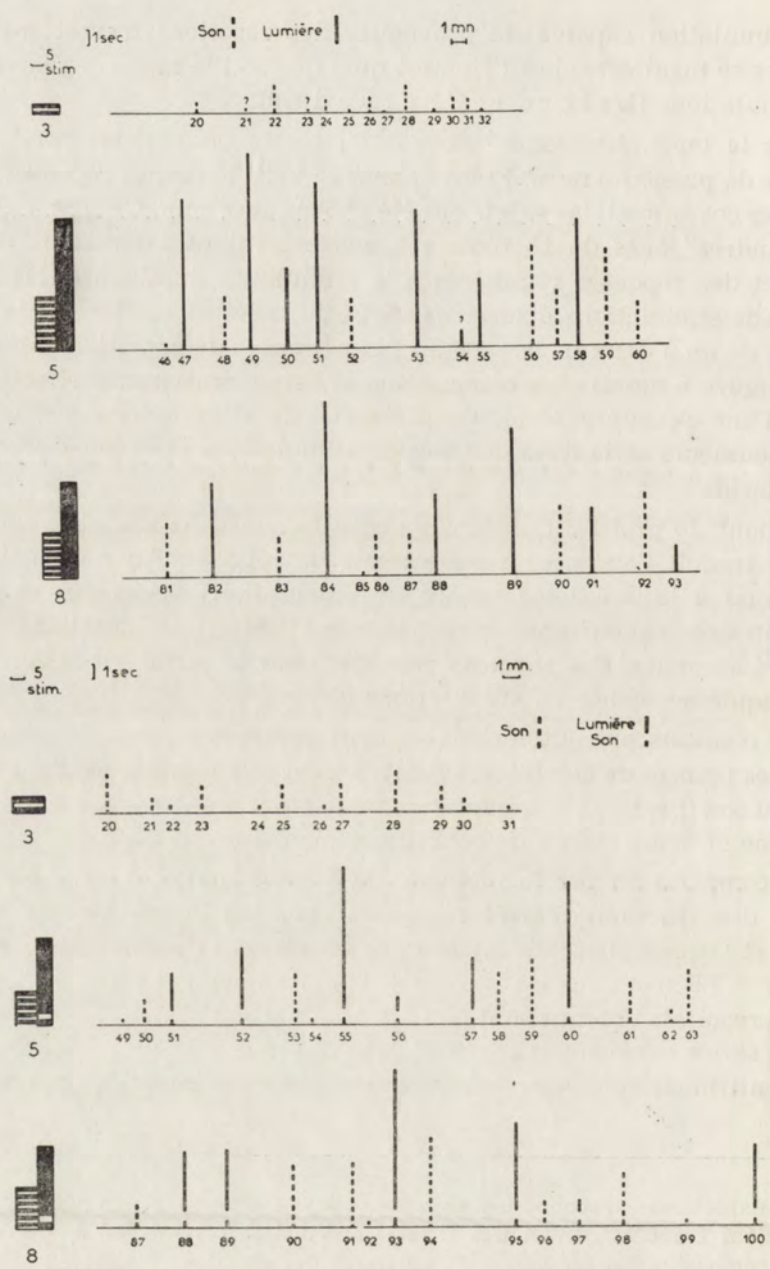 ]1sec Son Lumière 1 mn
5
stim
3
20 21 22 23 24 25 26 27 28 29 30 31 32
5
46 47 48 49 50 51 52 53 54 55 56 57 58 59 60
8
81 82 83 84 85 86 87 88 89 90 91 92 93
5
stim.
] 1sec 1 mn.
Son Lumière
Son
3
20 21 22 23 24 25 26 27 28 29 30 31
5
49 50 51 52 53 54 55 56 57 58 59 60 61 62 63
8
87 88 89 90 91 92 93 94 95 96 97 98 99 100